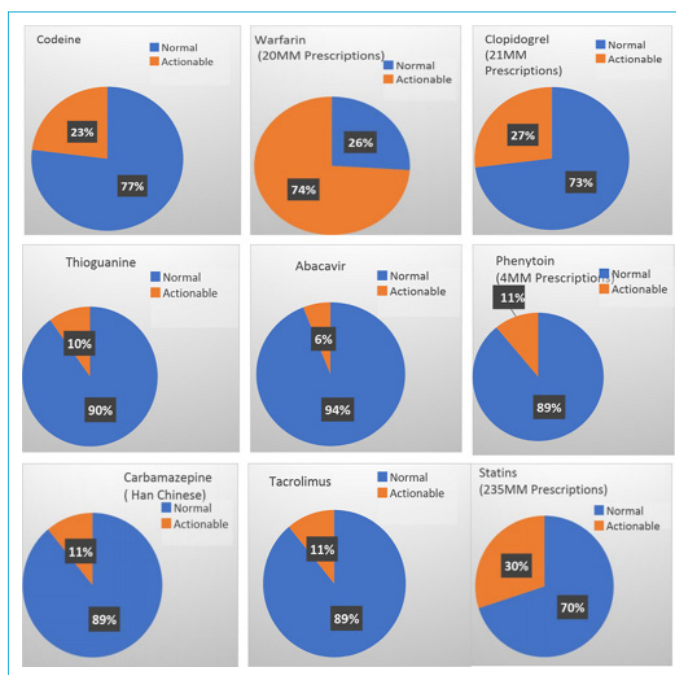 Codeine
Normal
Actionable
23%
77%
Warfarin
(20MM Prescriptions)
Normal
Actionable
26%
74%
Clopidogrel
(21MM
Prescriptions)
Normal
Actionable
27%
73%
Thioguanine
Normal
Actionable
10%
90%
Abacavir
Normal
Actionable
6%
94%
Phenytoin
(4MM Prescriptions)
Normal
Actionable
11%
89%
Carbamazepine
( Han Chinese)
Normal
Actionable
11%
89%
Tacrolimus
Normal
Actionable
11%
89%
Statins
(235MM Prescriptions)
Normal
Actionable
30%
70%